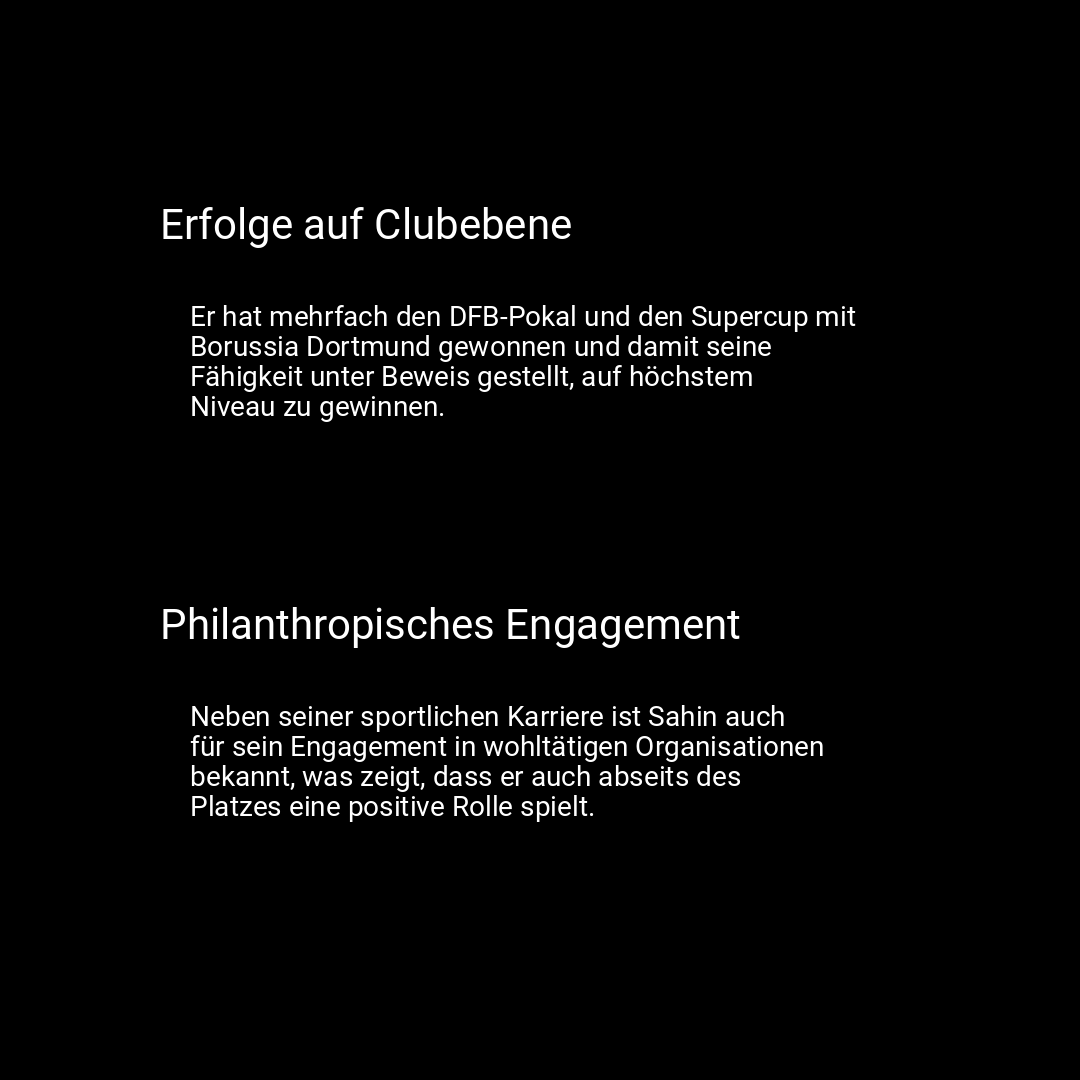 Erfolge auf Clubebene
Er hat mehrfach den DFB-Pokal und den Supercup mit
Borussia Dortmund gewonnen und damit seine
Fähigkeit unter Beweis gestellt, auf höchstem
Niveau zu gewinnen.
Philanthropisches Engagement
Neben seiner sportlichen Karriere ist Sahin auch
für sein Engagement in wohltätigen Organisationen
bekannt, was zeigt, dass er auch abseits des
Platzes eine positive Rolle spielt.